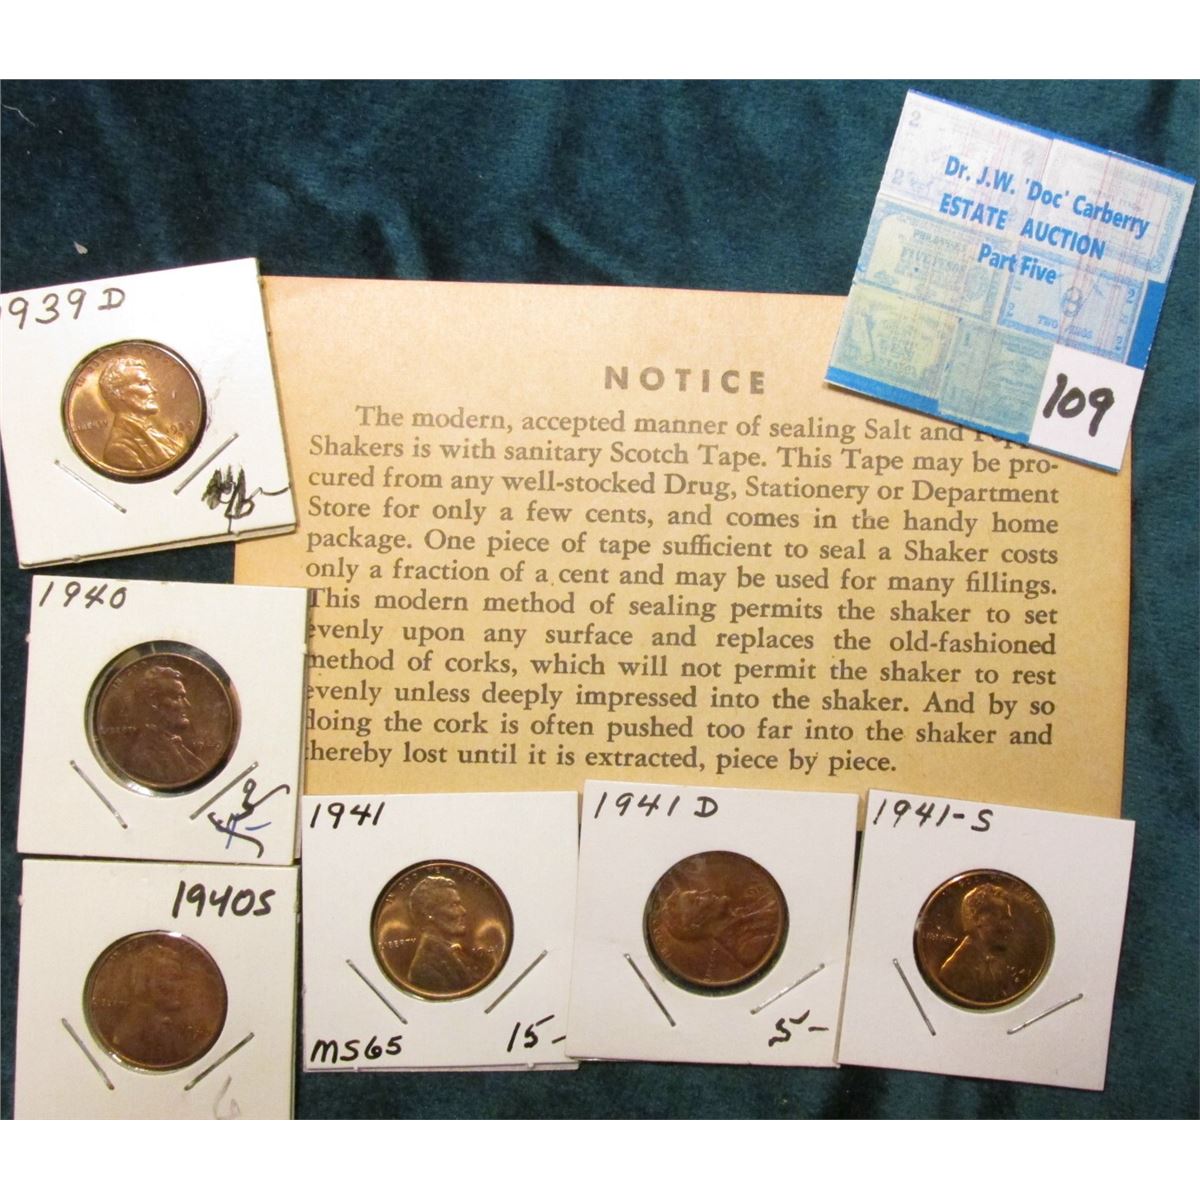 Dr. J.W. 'Doc' Carberry
ESTATE AUCTION
Part Five
109
939 D
NOTICE
The modern, accepted manner of sealing Salt and
Shakers is with sanitary Scotch Tape. This Tape may be pro-
cured from any well-stocked Drug, Stationery or Department
Store for only a few cents, and comes in the handy home
package. One piece of tape sufficient to seal a Shaker costs
only a fraction of a cent and may be used for many fillings.
This modern method of sealing permits the shaker to set
evenly upon any surface and replaces the old-fashioned
method of corks, which will not permit the shaker to rest
evenly unless deeply impressed into the shaker. And by so
doing the cork is often pushed too far into the shaker and
thereby lost until it is extracted, piece by piece.
1940
1940S
6
1941
MS65 15-
1941 D
5-
1941-S
LIBERTY